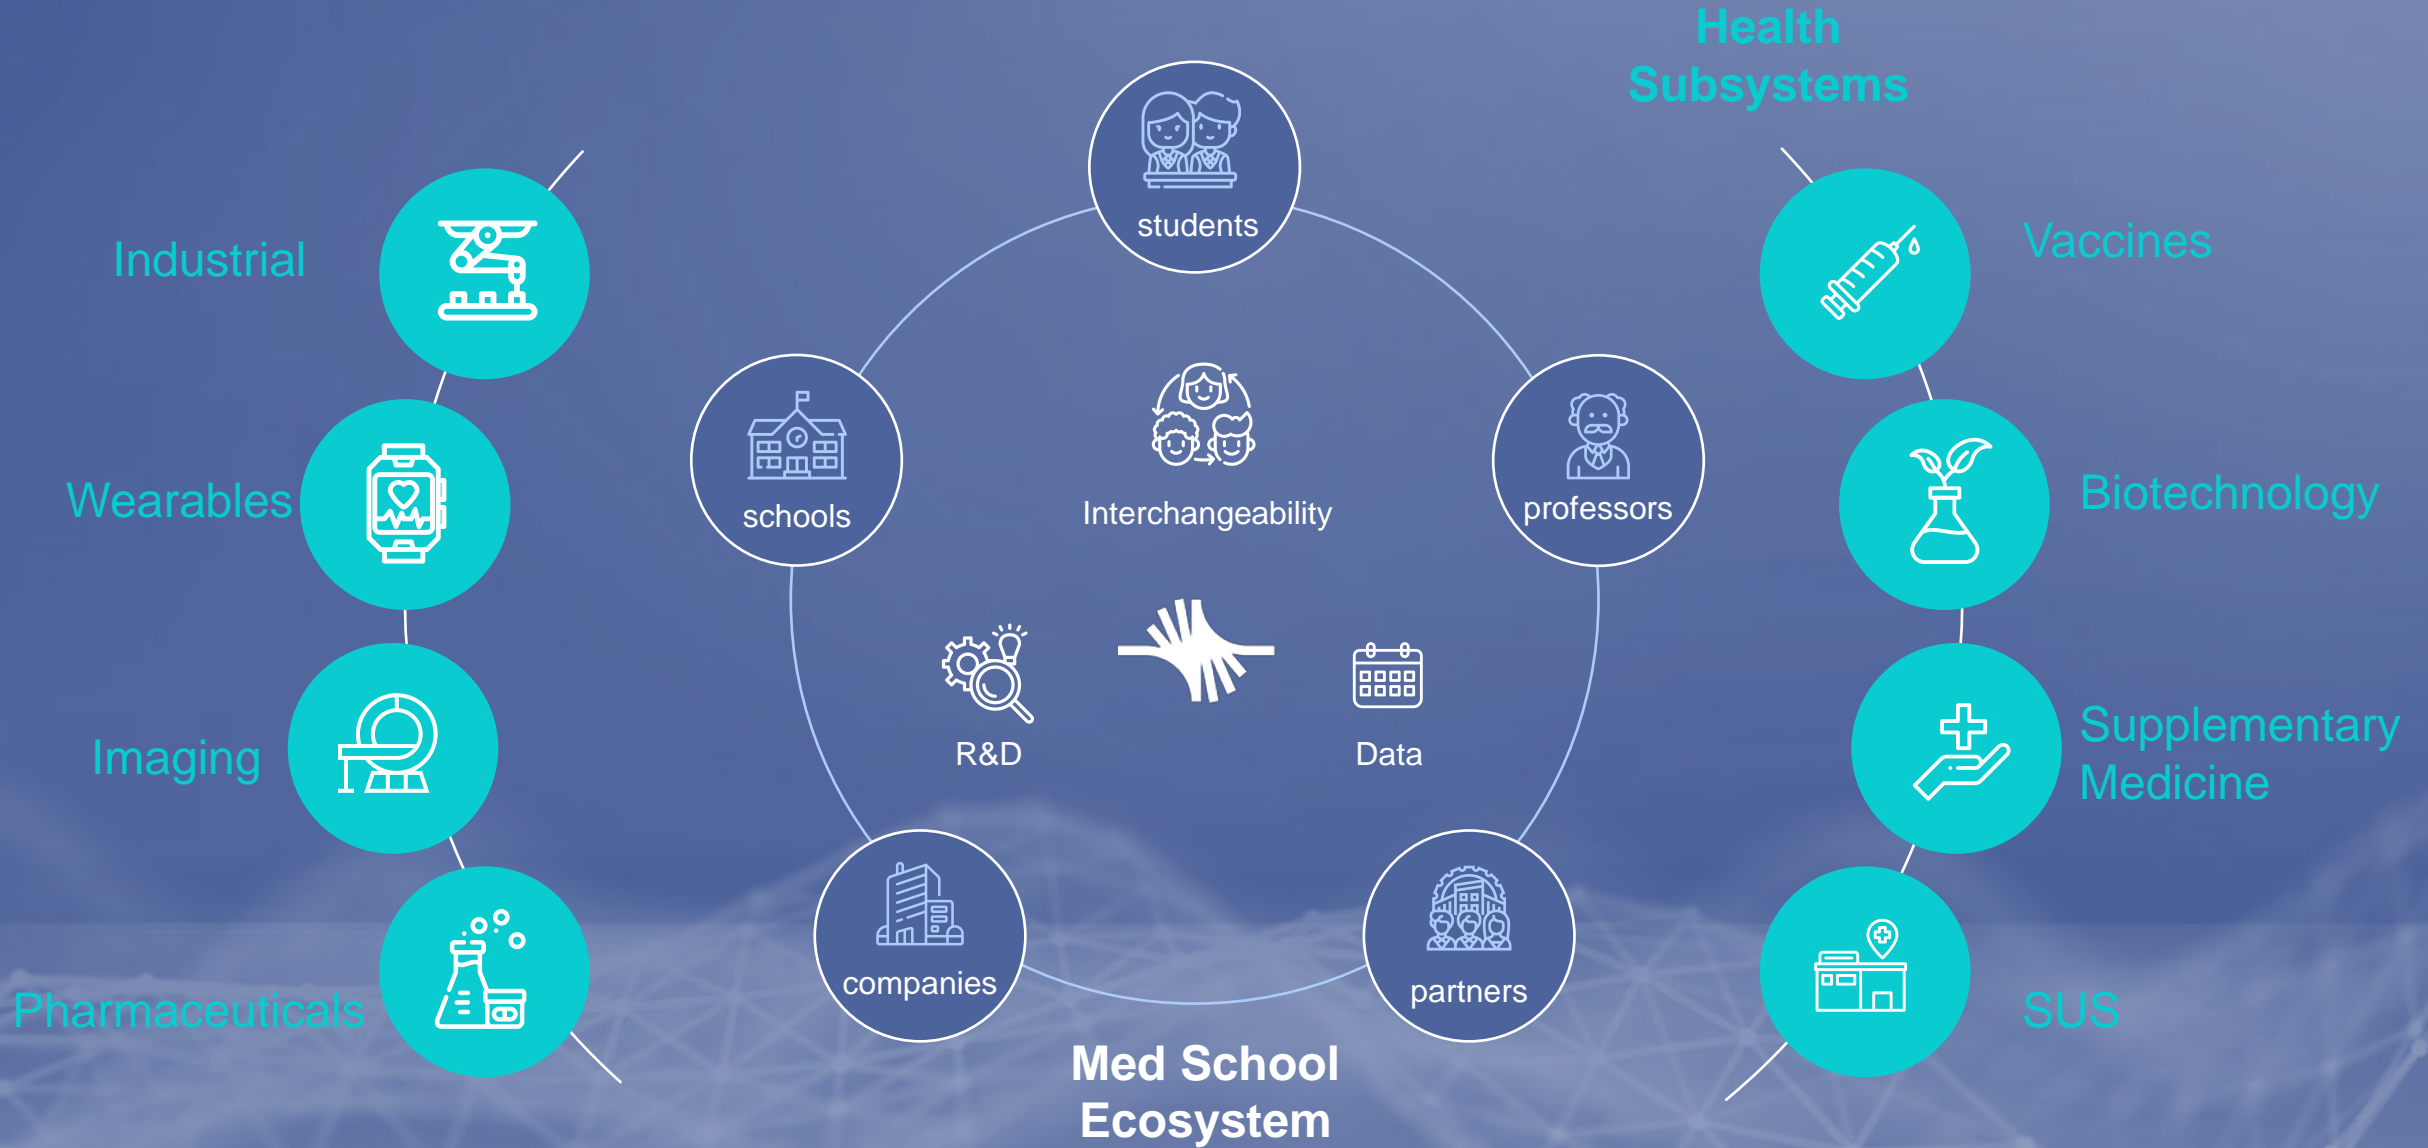 Health
Subsystems
students
Industrial
Vaccines
schools
Interchangeability
professors
Wearables
Biotechnology
R&D
Data
Imaging
Supplementary
Medicine
companies
partners
Pharmaceuticals
SUS
Med School
Ecosystem